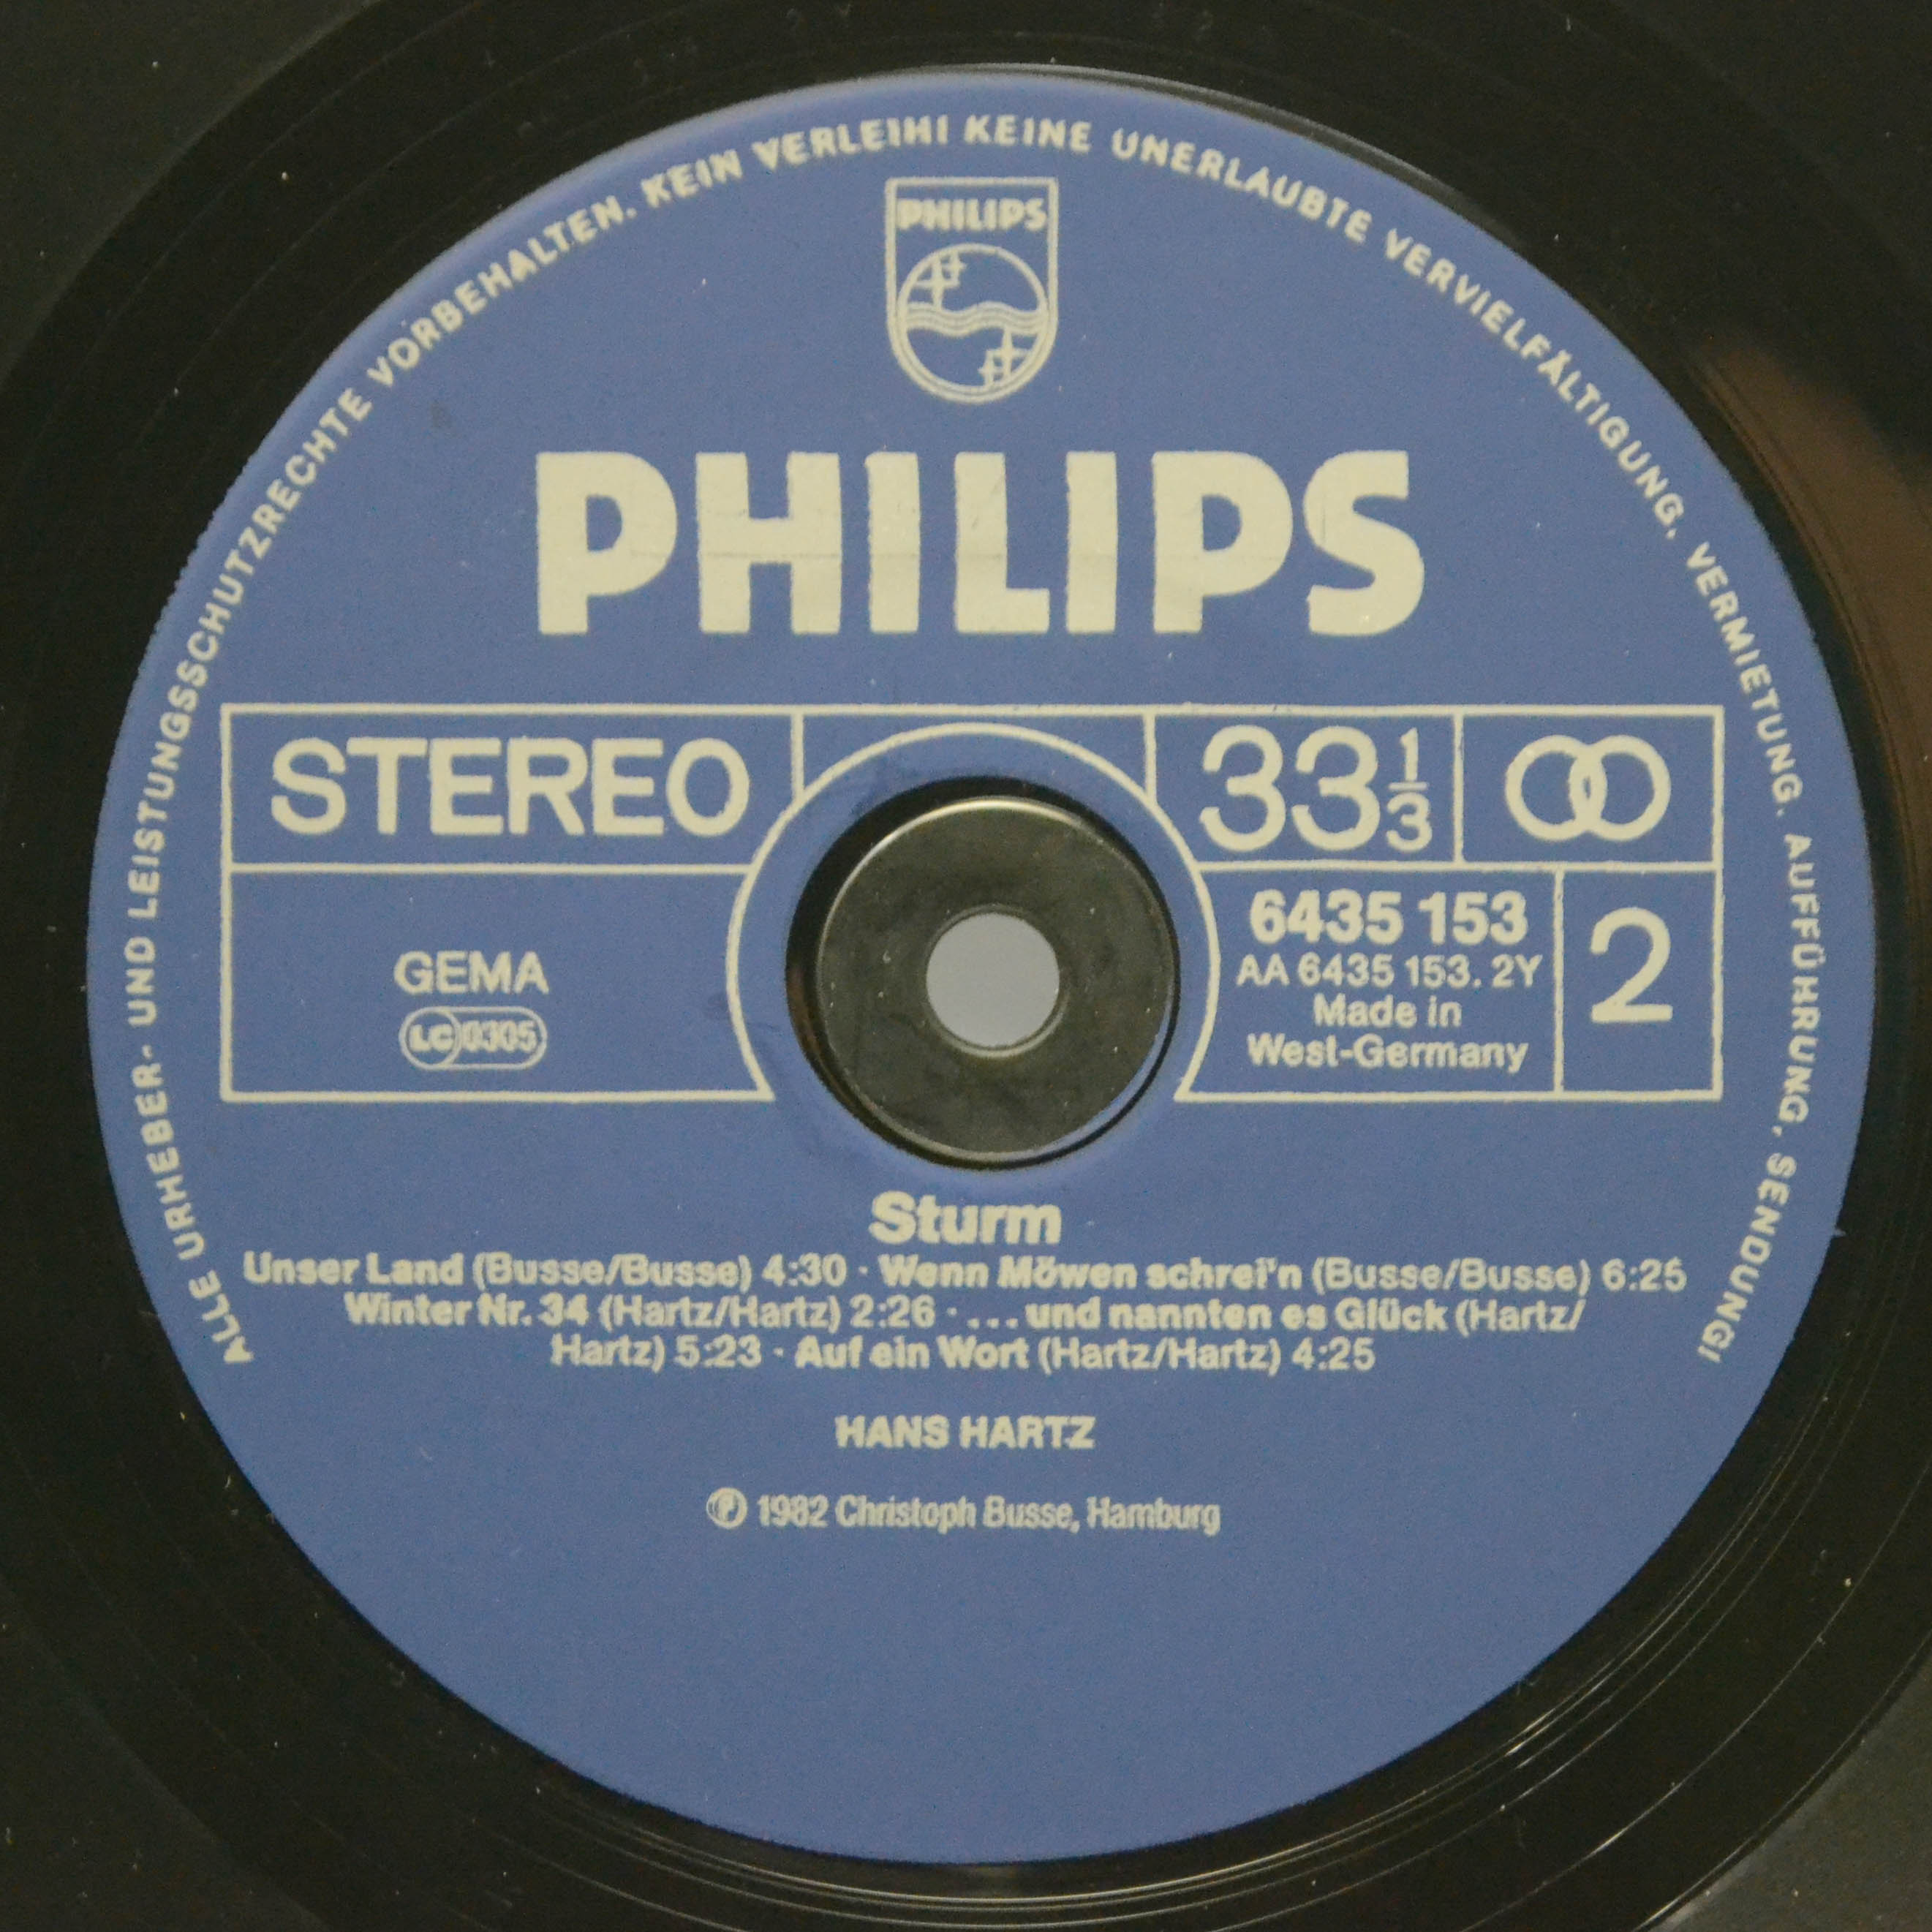 ALLE URHEBER- UND LEISTUNGSSCHUTZRECHTE VORBEHALTEN. KEIN VERLEIH! KEINE UNERLAUBTE VERVIELFÄLTIGUNG, VERMIETUNG, AUFFÜHRUNG, SENDUNG!
PHILIPS
PHILIPS
STEREO
33 1/3
GEMA
LC 0305
6435 153
AA 6435 153. 2Y
Made in
West-Germany
2
Sturm
Unser Land (Busse/Busse) 4:30 · Wenn Möwen schrei'n (Busse/Busse) 6:25
Winter Nr. 34 (Hartz/Hartz) 2:26 · ... und nannten es Glück (Hartz/
Hartz) 5:23 · Auf ein Wort (Hartz/Hartz) 4:25
HANS HARTZ
℗ 1982 Christoph Busse, Hamburg